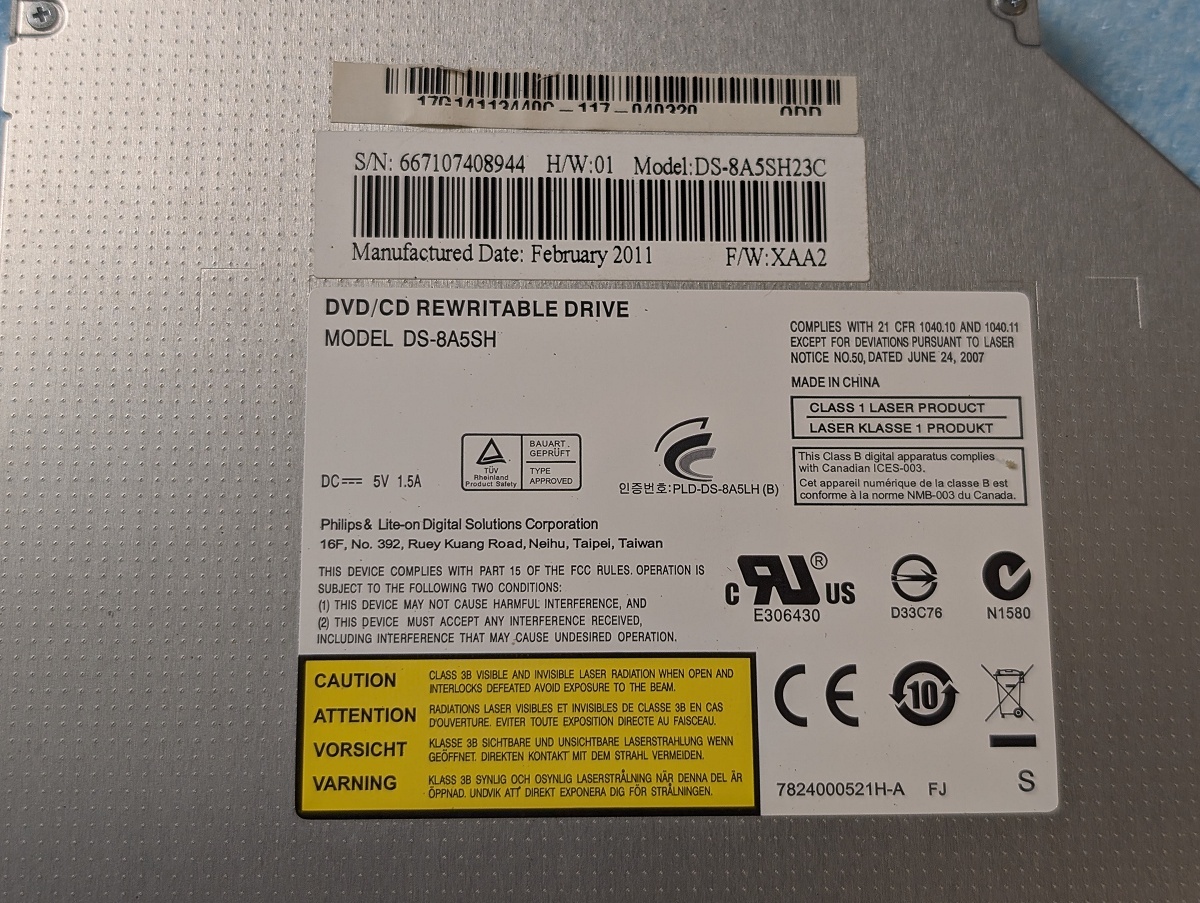 17G14113440C-117-040320 ODD
S/N: 667107408944 H/W:01 Model:DS-8A5SH23C
Manufactured Date: February 2011 F/W:XAA2
DVD/CD REWRITABLE DRIVE
MODEL DS-8A5SH
COMPLIES WITH 21 CFR 1040.10 AND 1040.11
EXCEPT FOR DEVIATIONS PURSUANT TO LASER
NOTICE NO.50, DATED JUNE 24, 2007
MADE IN CHINA
CLASS 1 LASER PRODUCT
LASER KLASSE 1 PRODUKT
This Class B digital apparatus complies
with Canadian ICES-003.
Cet appareil numérique de la classe B est
conforme à la norme NMB-003 du Canada.
DC 5V 1.5A
TÜV
Rheinland
Product Safety
BAUART
GEPRÜFT
TYPE
APPROVED
인증번호:PLD-DS-8A5LH (B)
Philips & Lite-on Digital Solutions Corporation
16F, No. 392, Ruey Kuang Road, Neihu, Taipei, Taiwan
THIS DEVICE COMPLIES WITH PART 15 OF THE FCC RULES. OPERATION IS
SUBJECT TO THE FOLLOWING TWO CONDITIONS:
(1) THIS DEVICE MAY NOT CAUSE HARMFUL INTERFERENCE, AND
(2) THIS DEVICE MUST ACCEPT ANY INTERFERENCE RECEIVED,
INCLUDING INTERFERENCE THAT MAY CAUSE UNDESIRED OPERATION.
C RU ® US
E306430
D33C76
N1580
CAUTION CLASS 3B VISIBLE AND INVISIBLE LASER RADIATION WHEN OPEN AND
INTERLOCKS DEFEATED AVOID EXPOSURE TO THE BEAM.
ATTENTION RADIATIONS LASER VISIBLES ET INVISIBLES DE CLASSE 3B EN CAS
D'OUVERTURE. EVITER TOUTE EXPOSITION DIRECTE AU FAISCEAU.
VORSICHT KLASSE 3B SICHTBARE UND UNSICHTBARE LASERSTRAHLUNG WENN
GEÖFFNET. DIREKTEN KONTAKT MIT DEM STRAHL VERMEIDEN.
VARNING KLASS 3B SYNLIG OCH OSYNLIG LASERSTRÅLNING NÄR DENNA DEL ÄR
ÖPPNAD. UNDVIK ATT DIREKT EXPONERA DIG FÖR STRÅLNINGEN.
CE
10
7824000521H-A FJ S